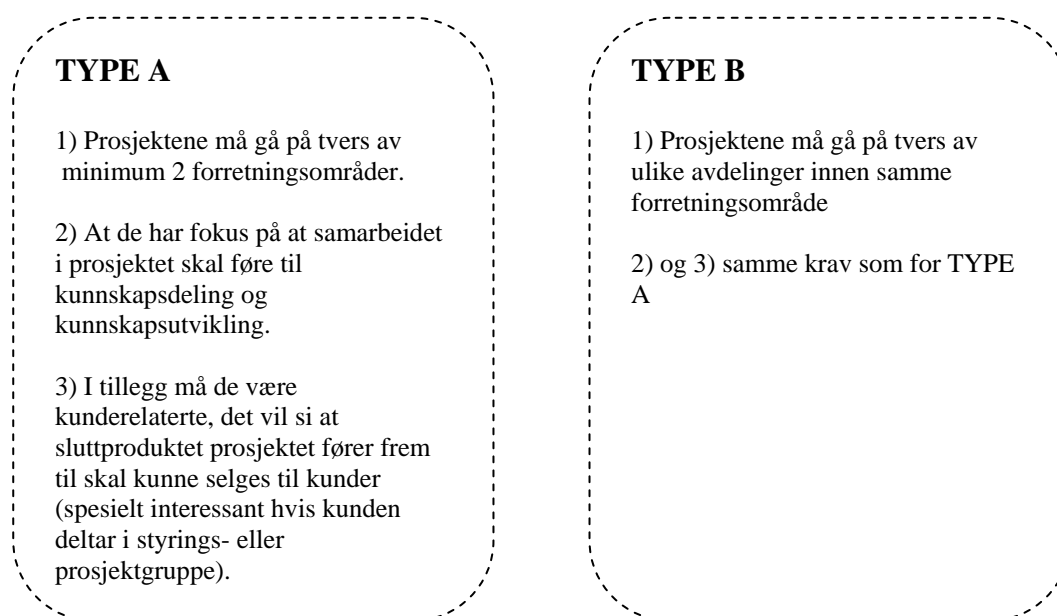 TYPE A
1) Prosjektene må gå på tvers av
minimum 2 forretningsområder.
2) At de har fokus på at samarbeidet
i prosjektet skal føre til
kunnskapsdeling og
kunnskapsutvikling.
3) I tillegg må de være
kunderelaterte, det vil si at
sluttproduktet prosjektet fører frem
til skal kunne selges til kunder
(spesielt interessant hvis kunden
deltar i styrings- eller
prosjektgruppe).
TYPE B
1) Prosjektene må gå på tvers av
ulike avdelinger innen samme
forretningsområde
2) og 3) samme krav som for TYPE
A